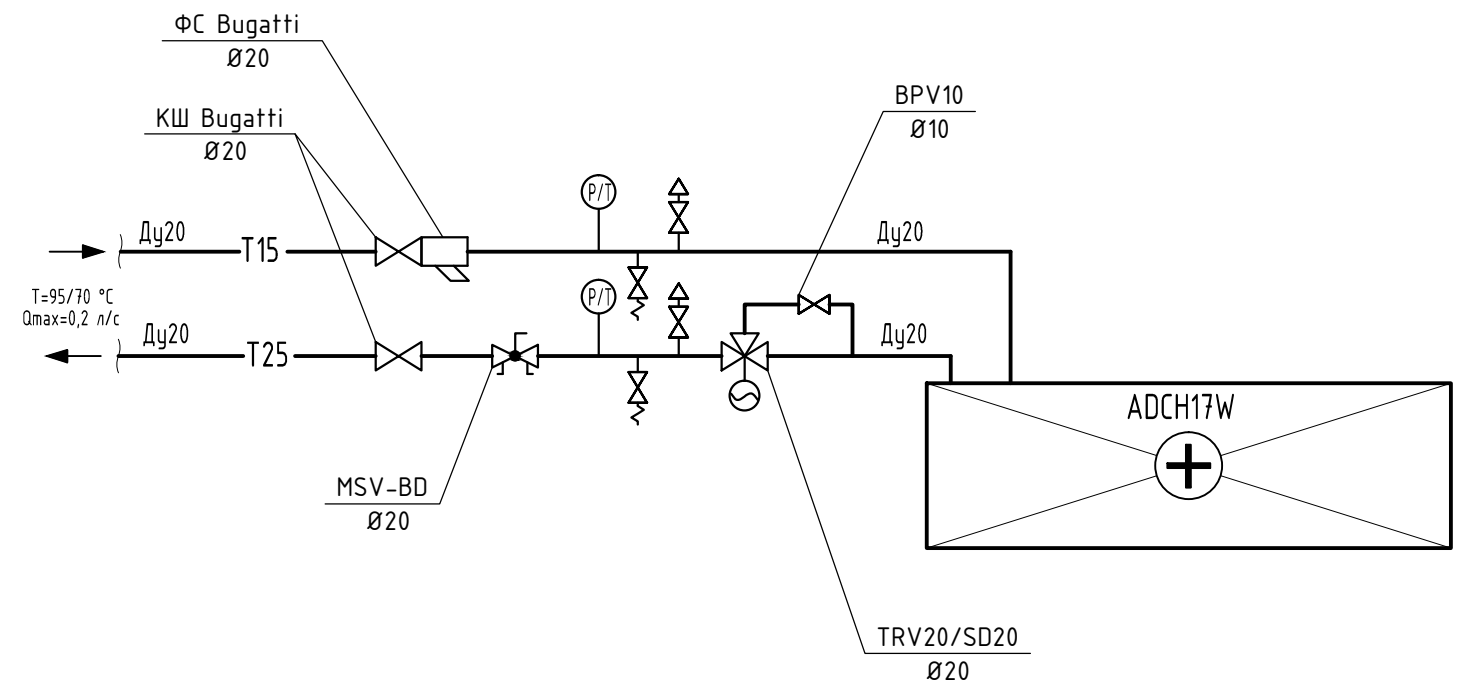 ФС Bugatti
Ø20
КШ Bugatti
Ø20
BPV10
Ø10
P/T
Ду20
T15
Ду20
T=95/70 °C
Qmax=0,2 л/с
P/T
Ду20
T25
Ду20
ADCH17W
MSV-BD
Ø20
TRV20/SD20
Ø20